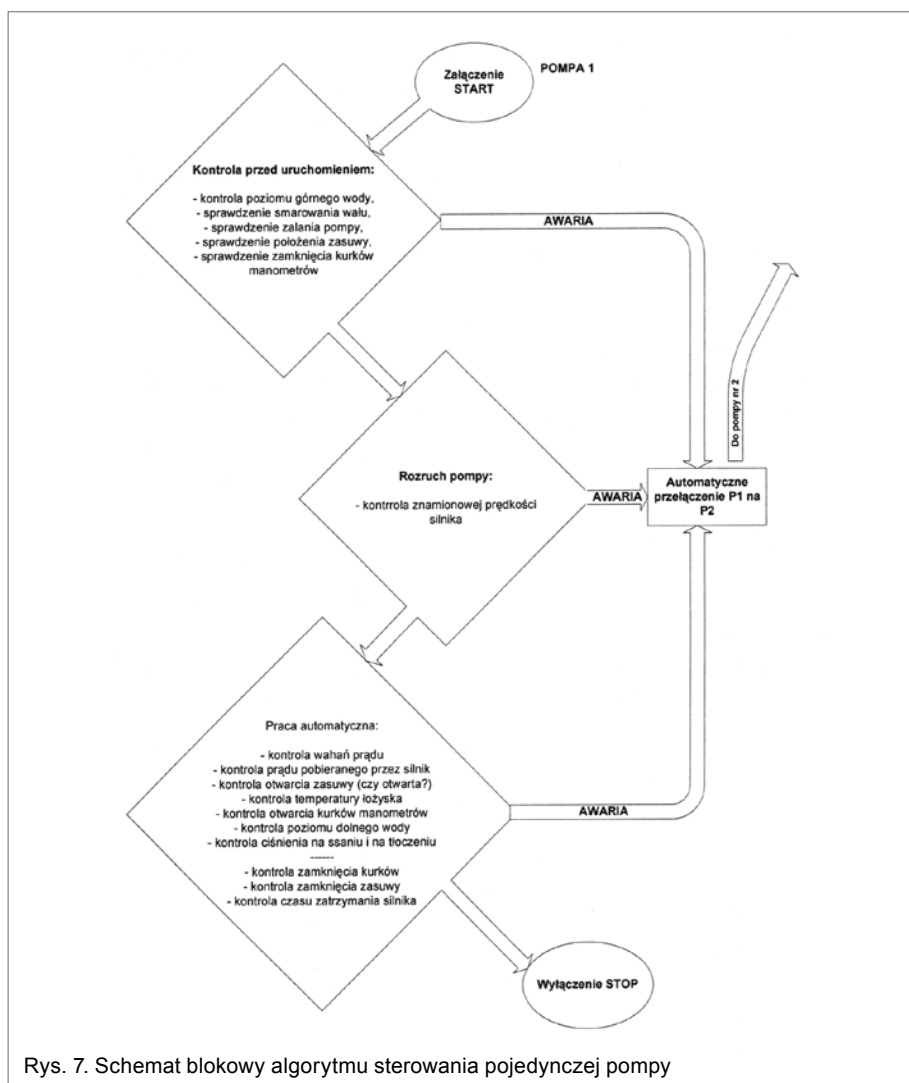 Załączenie
START
POMPA 1
Kontrola przed uruchomieniem:
- kontrola poziomu górnego wody,
- sprawdzenie smarowania wału,
- sprawdzenie zalania pompy,
- sprawdzenie położenia zasuwy,
- sprawdzenie zamknięcia kurków
manometrów
AWARIA
Do pompy nr 2
Rozruch pompy:
- kontrrola znamionowej prędkości
silnika
AWARIA
Automatyczne
przełączenie P1 na
P2
Praca automatyczna:
- kontrola wahań prądu
- kontrola prądu pobieranego przez silnik
- kontrola otwarcia zasuwy (czy otwarta?)
- kontrola temperatury łożyska
- kontrola otwarcia kurków manometrów
- kontrola poziomu dolnego wody
- kontrola ciśnienia na ssaniu i na tłoczeniu
------
- kontrola zamknięcia kurków
- kontrola zamknięcia zasuwy
- kontrola czasu zatrzymania silnika
AWARIA
Wyłączenie STOP
Rys. 7. Schemat blokowy algorytmu sterowania pojedynczej pompy